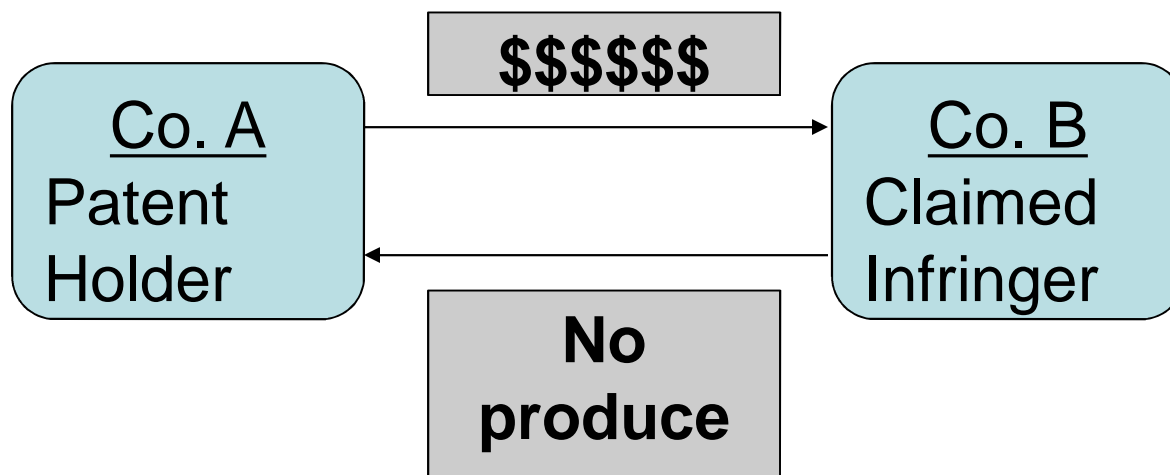 $$$$$$
Co. A
Patent
Holder
Co. B
Claimed
Infringer
No
produce